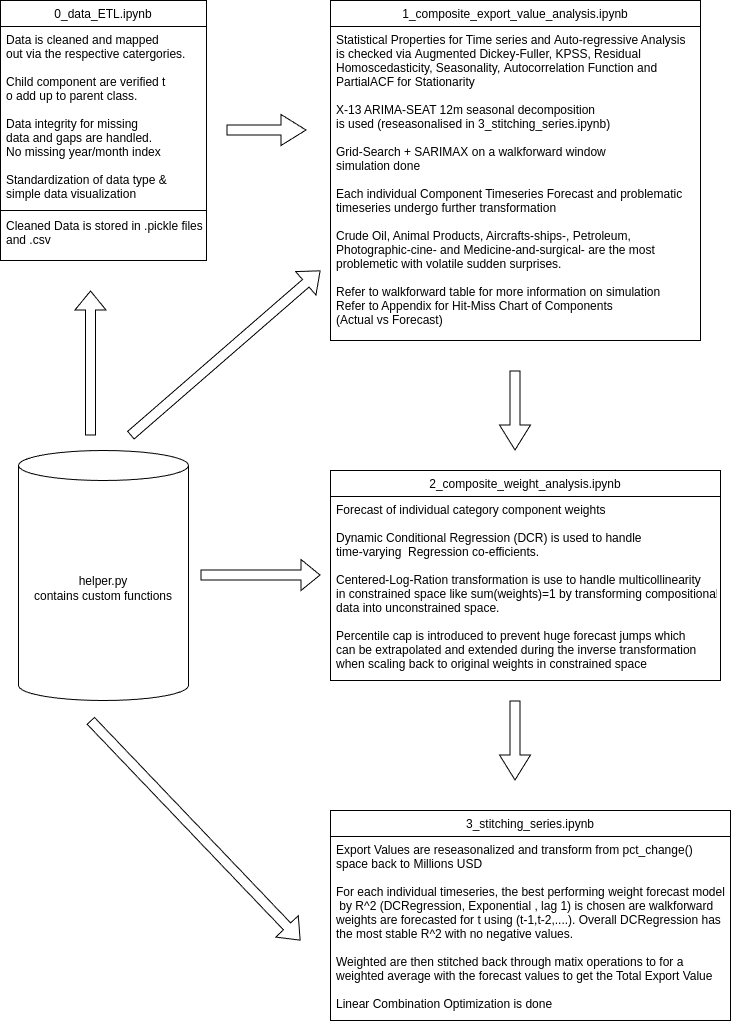 0_data_ETL.ipynb
Data is cleaned and mapped
out via the respective catergories.
Child component are verified t
o add up to parent class.
Data integrity for missing
data and gaps are handled.
No missing year/month index
Standardization of data type &
simple data visualization
Cleaned Data is stored in .pickle files
and .csv
1_composite_export_value_analysis.ipynb
Statistical Properties for Time series and Auto-regressive Analysis
is checked via Augmented Dickey-Fuller, KPSS, Residual
Homoscedasticity, Seasonality, Autocorrelation Function and
PartialACF for Stationarity
X-13 ARIMA-SEAT 12m seasonal decomposition
is used (reseasonalised in 3_stitching_series.ipynb)
Grid-Search + SARIMAX on a walkforward window
simulation done
Each individual Component Timeseries Forecast and problematic
timeseries undergo further transformation
Crude Oil, Animal Products, Aircrafts-ships-, Petroleum,
Photographic-cine- and Medicine-and-surgical- are the most
problemetic with volatile sudden surprises.
Refer to walkforward table for more information on simulation
Refer to Appendix for Hit-Miss Chart of Components
(Actual vs Forecast)
helper.py
contains custom functions
2_composite_weight_analysis.ipynb
Forecast of individual category component weights
Dynamic Conditional Regression (DCR) is used to handle
time-varying  Regression co-efficients.
Centered-Log-Ration transformation is use to handle multicollinearity
in constrained space like sum(weights)=1 by transforming compositional
data into unconstrained space.
Percentile cap is introduced to prevent huge forecast jumps which
can be extrapolated and extended during the inverse transformation
when scaling back to original weights in constrained space
3_stitching_series.ipynb
Export Values are reseasonalized and transform from pct_change()
space back to Millions USD
For each individual timeseries, the best performing weight forecast model
by R^2 (DCRegression, Exponential , lag 1) is chosen are walkforward
weights are forecasted for t using (t-1,t-2,....). Overall DCRegression has
the most stable R^2 with no negative values.
Weighted are then stitched back through matix operations to for a
weighted average with the forecast values to get the Total Export Value
Linear Combination Optimization is done